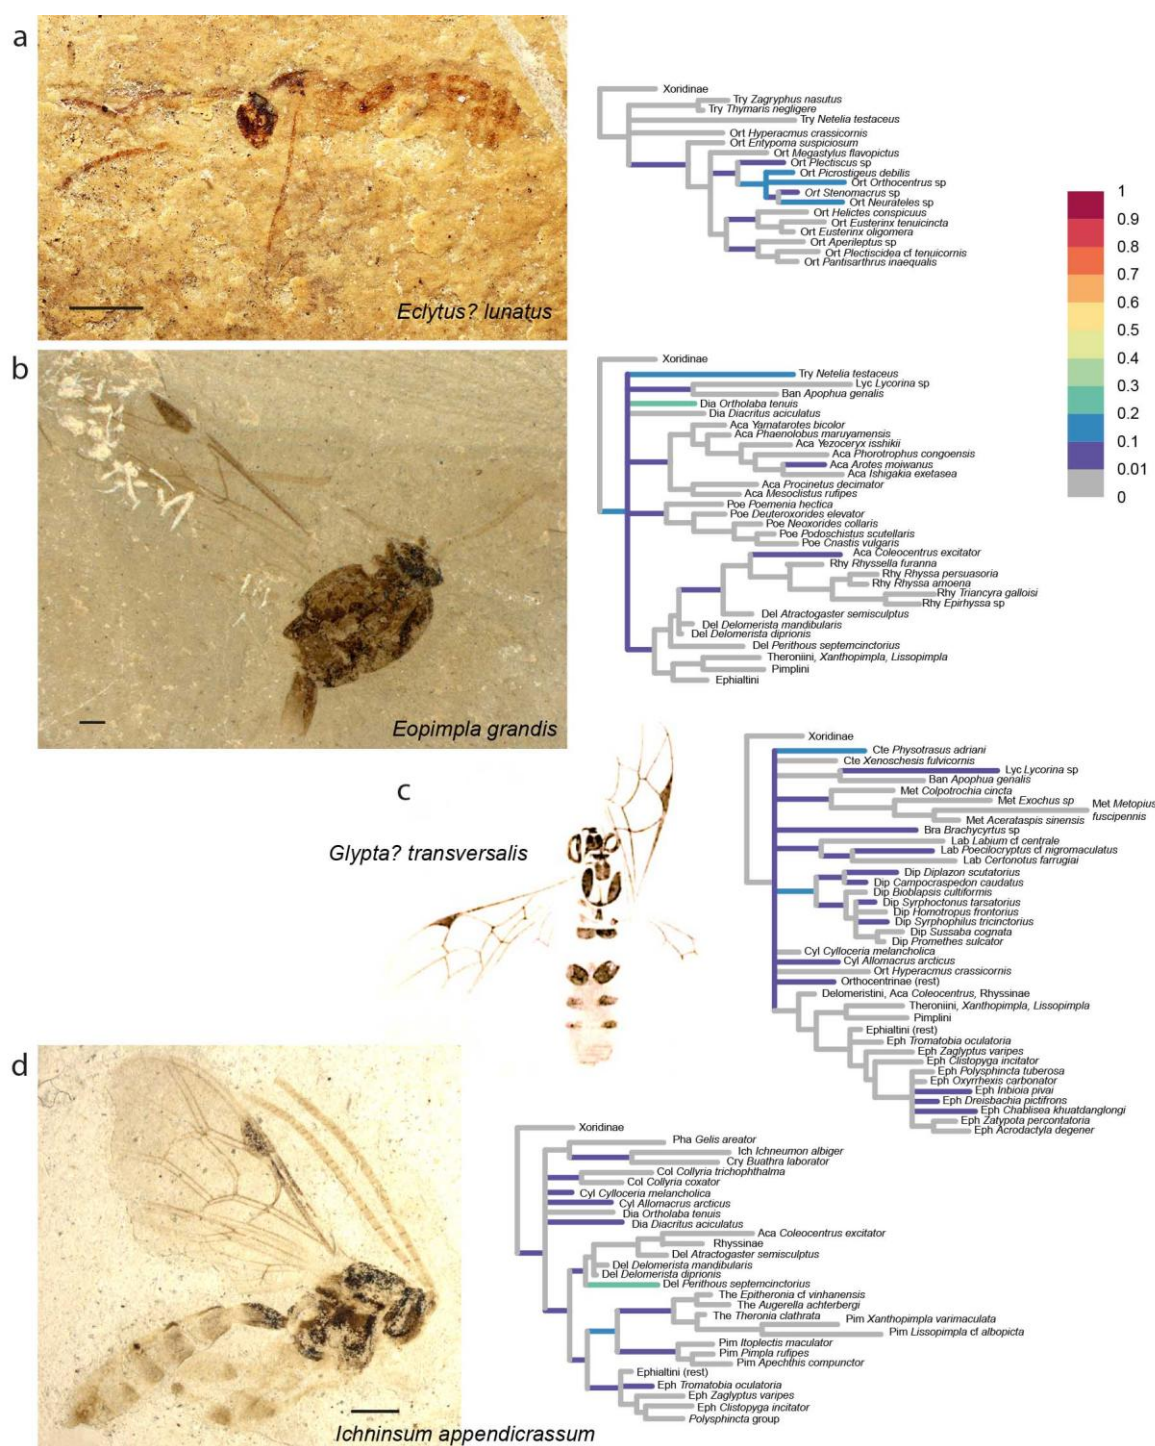 a
Eclytus? lunatus
Xoridinae
Try Zagryphus nasutus
Try Thymaris negligere
Try Netelia testaceus
Ort Hyperacmus crassicornis
Ort Entypoma suspiciosum
Ort Megastylus flavopictus
Ort Plectiscus sp
Ort Picrostigeus debilis
Ort Orthocentrus sp
Ort Stenomacrus sp
Ort Neurateles sp
Ort Helictes conspicuus
Ort Eusterinx tenuicincta
Ort Eusterinx oligomera
Ort Aperileptus sp
Ort Plectiscidea cf tenuicornis
Ort Pantisarthrus inaequalis
1
0.9
0.8
0.7
0.6
0.5
0.4
0.3
0.2
0.1
0.01
0
b
Eopimpla grandis
Xoridinae
Try Netelia testaceus
Lyc Lycorina sp
Ban Apophua genalis
Dia Ortholaba tenuis
Dia Diacritus aciculatus
Aca Yamatarotes bicolor
Aca Phaenolobus maruyamensis
Aca Yezoceryx isshikii
Aca Phorotrophus congoensis
Aca Arotes moiwanus
Aca Ishigakia exetasea
Aca Procinetus decimator
Aca Mesoclistus rufipes
Poe Poemenia hectica
Poe Deuteroxorides elevator
Poe Neoxorides collaris
Poe Podoschistus scutellaris
Poe Cnastis vulgaris
Aca Coleocentrus excitator
Rhy Rhyssella furanna
Rhy Rhyssa persuasoria
Rhy Rhyssa amoena
Rhy Triancyra galloisi
Rhy Epirhyssa sp
Del Atractogaster semisculptus
Del Delomerista mandibularis
Del Delomerista diprionis
Del Perithous septemcinctorius
Theroniini, Xanthopimpla, Lissopimpla
Pimplini
Ephialtini
c
Glypta? transversalis
Xoridinae
Cte Physotrasus adriani
Cte Xenoschesis fulvicornis
Lyc Lycorina sp
Ban Apophua genalis
Met Colpotrochia cincta
Met Exochus sp
Met Metopius
fuscipennis
Met Acerataspis sinensis
Bra Brachycyrtus sp
Lab Labium cf centrale
Lab Poecilocryptus cf nigromaculatus
Lab Certonotus farrugiai
Dip Diplazon scutatorius
Dip Campocraspedon caudatus
Dip Bioblapsis cultiformis
Dip Syrphoctonus tarsatorius
Dip Homotropus frontorius
Dip Syrphophilus tricinctorius
Dip Sussaba cognata
Dip Promethes sulcator
Cyl Cylloceria melancholica
Cyl Allomacrus arcticus
Ort Hyperacmus crassicornis
Orthocentrinae (rest)
Delomeristini, Aca Coleocentrus, Rhyssinae
Theroniini, Xanthopimpla, Lissopimpla
Pimplini
Ephialtini (rest)
Eph Tromatobia oculatoria
Eph Zaglyptus varipes
Eph Clistopyga incitator
Eph Polysphincta tuberosa
Eph Oxyrrhexis carbonator
Eph Inbioia pivai
Eph Dreisbachia pictifrons
Eph Chablisea khuatdanglongi
Eph Zatypota percontatoria
Eph Acrodactyla degener
d
Ichninsum appendicrassum
Xoridinae
Pha Gelis areator
Ich Ichneumon albiger
Cry Buathra laborator
Col Collyria trichophthalma
Col Collyria coxator
Cyl Cylloceria melancholica
Cyl Allomacrus arcticus
Dia Ortholaba tenuis
Dia Diacritus aciculatus
Aca Coleocentrus excitator
Rhyssinae
Del Atractogaster semisculptus
Del Delomerista mandibularis
Del Delomerista diprionis
Del Perithous septemcinctorius
The Epitheronia cf vinhanensis
The Augerella achterbergi
The Theronia clathrata
Pim Xanthopimpla varimaculata
Pim Lissopimpla cf albopicta
Pim Itoplectis maculator
Pim Pimpla rufipes
Pim Apechthis compunctor
Ephialtini (rest)
Eph Tromatobia oculatoria
Eph Zaglyptus varipes
Eph Clistopyga incitator
Polysphincta group